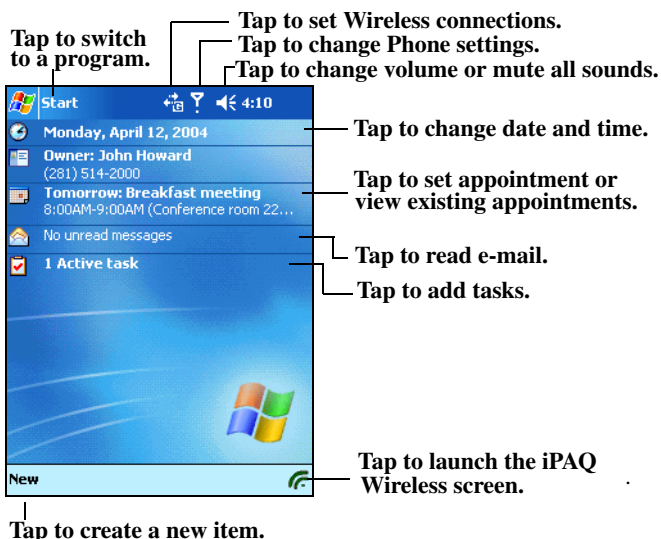 Tap to set Wireless connections.
Tap to switch
to a program.
Tap to change Phone settings.
Tap to change volume or mute all sounds.
Start
G
4:10
Monday, April 12, 2004
Tap to change date and time.
Owner: John Howard
(281) 514-2000
Tomorrow: Breakfast meeting
8:00AM-9:00AM (Conference room 22...
Tap to set appointment or
view existing appointments.
No unread messages
Tap to read e-mail.
1 Active task
Tap to add tasks.
New
Tap to launch the iPAQ
Wireless screen.
.
Tap to create a new item.